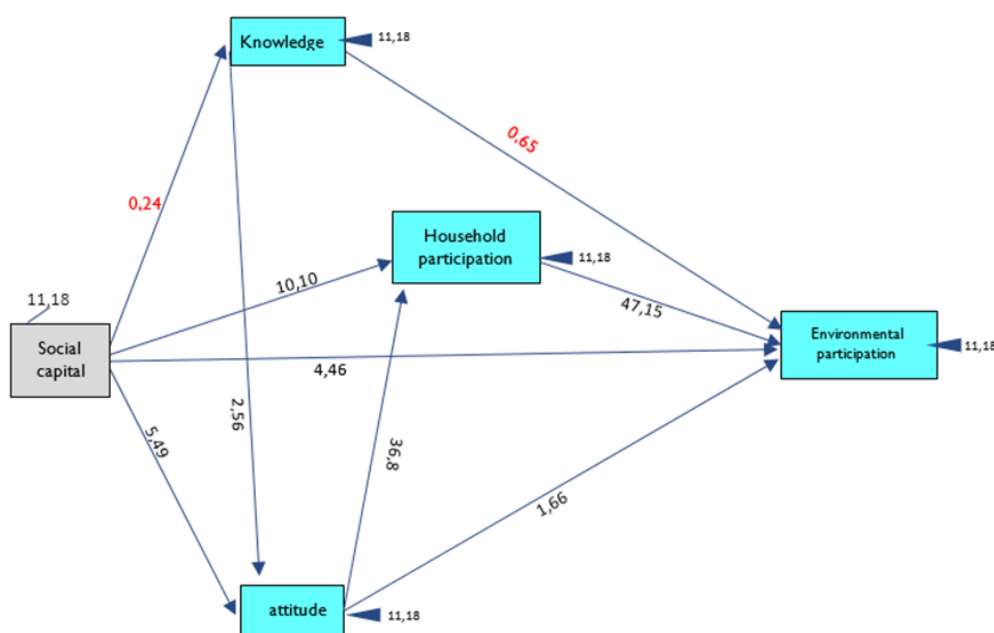 Knowledge
11,18
0,65
0,24
Household
participation
11,18
10,10
47,15
11,18
Social
capital
Environmental
participation
11,18
4,46
2,56
5,49
36,8
1,66
attitude
11,18